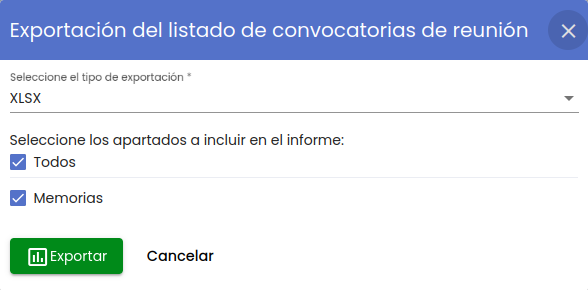 Exportación del listado de convocatorias de reunión
Seleccione el tipo de exportación *
XLSX
Seleccione los apartados a incluir en el informe:
Todos
Memorias
Exportar Cancelar